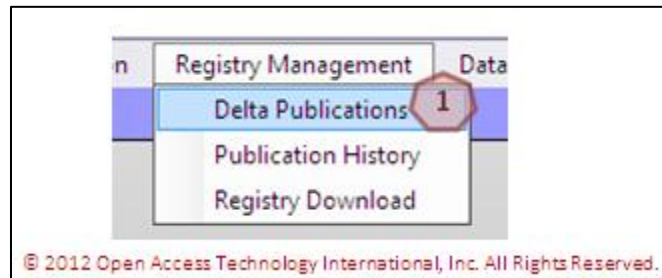 n Registry Management Data
Delta Publications 1
Publication History
Registry Download
© 2012 Open Access Technology International, Inc. All Rights Reserved.